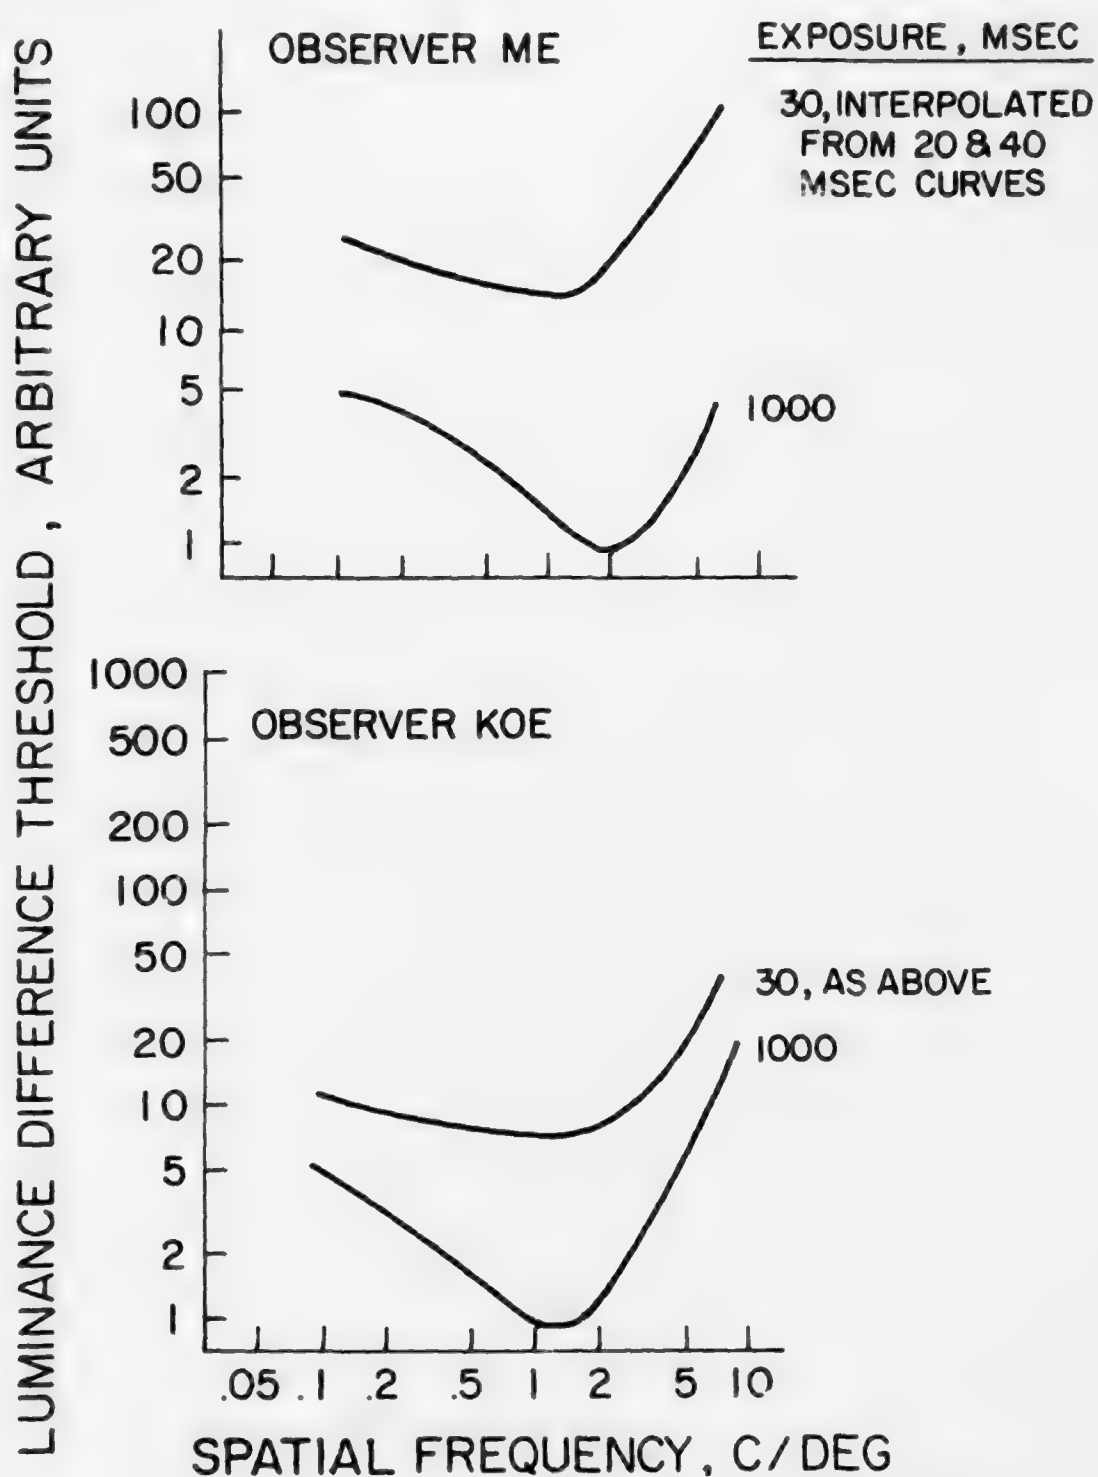 LUMINANCE DIFFERENCE THRESHOLD, ARBITRARY UNITS
OBSERVER ME
EXPOSURE, MSEC
30, INTERPOLATED
FROM 20 & 40
MSEC CURVES
100
50
20
10
5
2
1
1000
OBSERVER KOE
1000
500
200
100
50
20
10
5
2
1
30, AS ABOVE
1000
.05 .1 .2 .5 1 2 5 10
SPATIAL FREQUENCY, C/DEG